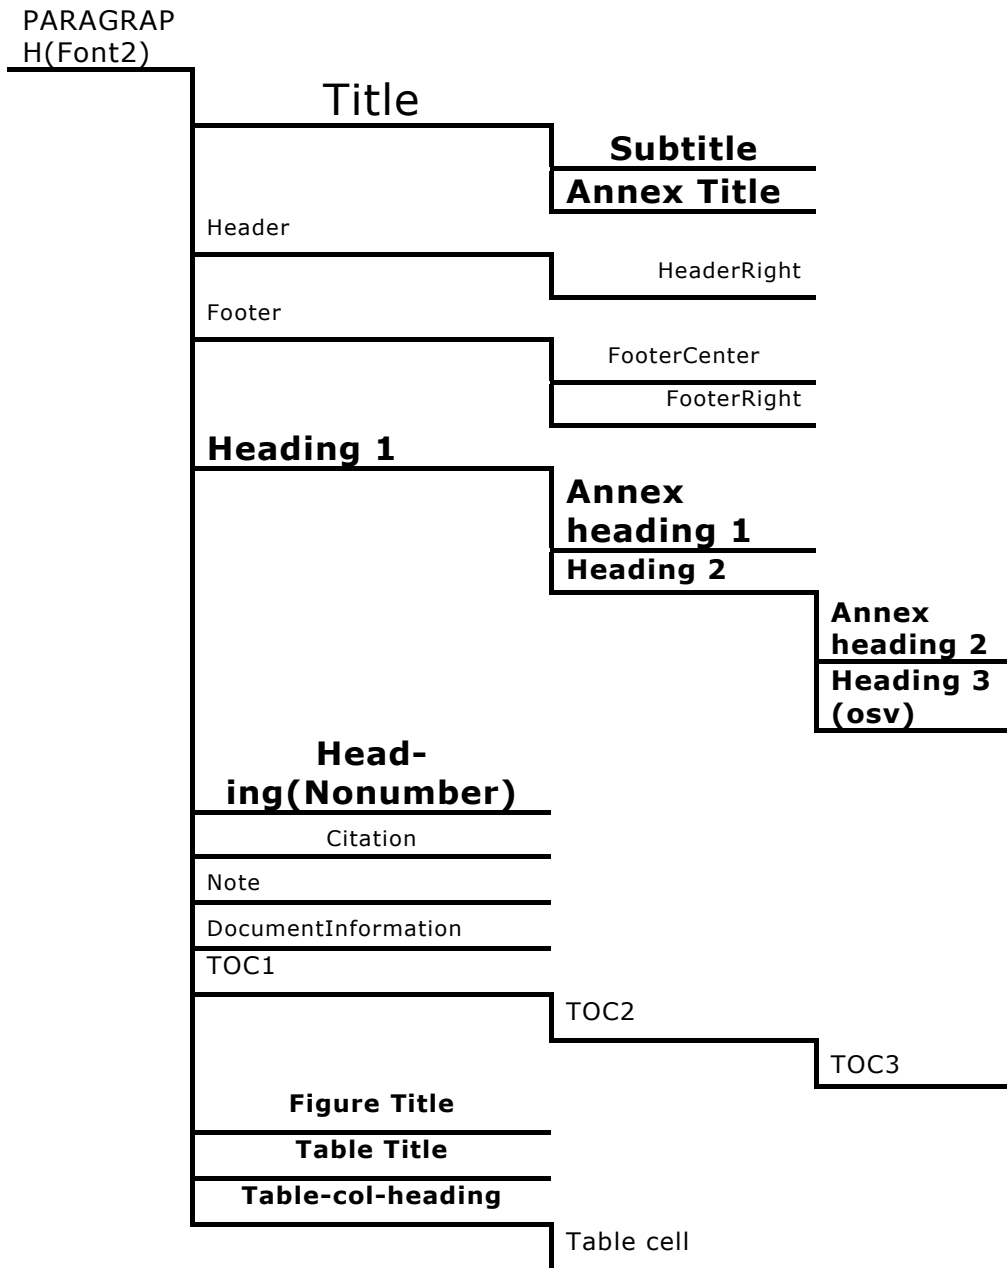 PARAGRAP
H(Font2)
Title
Subtitle
Annex Title
Header
HeaderRight
Footer
FooterCenter
FooterRight
Heading 1
Annex
heading 1
Heading 2
Annex
heading 2
Heading 3
(osv)
Head-
ing(Nonumber)
Citation
Note
DocumentInformation
TOC1
TOC2
TOC3
Figure Title
Table Title
Table-col-heading
Table cell